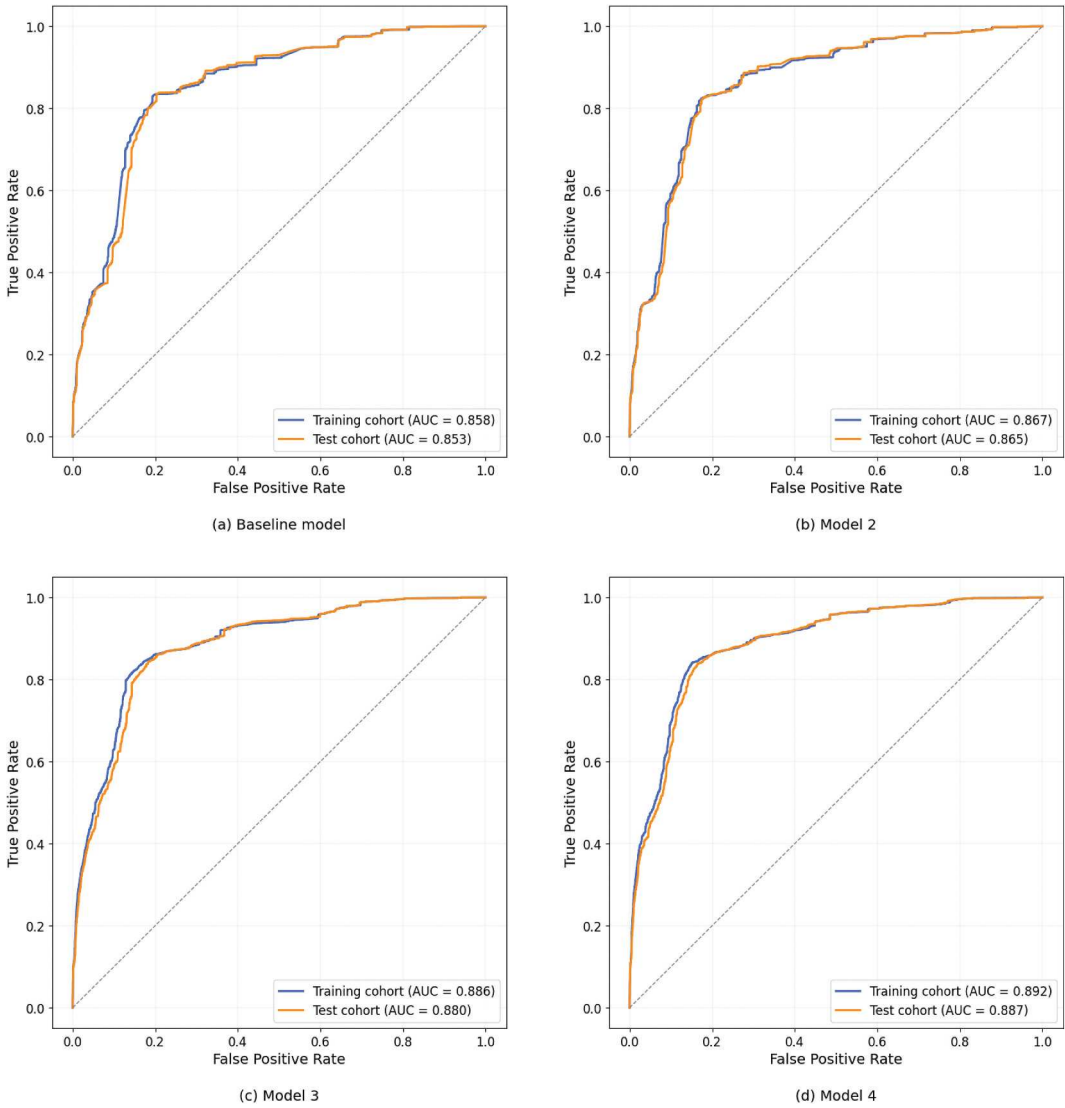 1.0
0.8
0.6
0.4
0.2
0.0
True Positive Rate
Training cohort (AUC = 0.858)
Test cohort (AUC = 0.853)
0.0 0.2 0.4 0.6 0.8 1.0
False Positive Rate
(a) Baseline model
1.0
0.8
0.6
0.4
0.2
0.0
True Positive Rate
Training cohort (AUC = 0.867)
Test cohort (AUC = 0.865)
0.0 0.2 0.4 0.6 0.8 1.0
False Positive Rate
(b) Model 2
1.0
0.8
0.6
0.4
0.2
0.0
True Positive Rate
Training cohort (AUC = 0.886)
Test cohort (AUC = 0.880)
0.0 0.2 0.4 0.6 0.8 1.0
False Positive Rate
(c) Model 3
1.0
0.8
0.6
0.4
0.2
0.0
True Positive Rate
Training cohort (AUC = 0.892)
Test cohort (AUC = 0.887)
0.0 0.2 0.4 0.6 0.8 1.0
False Positive Rate
(d) Model 4